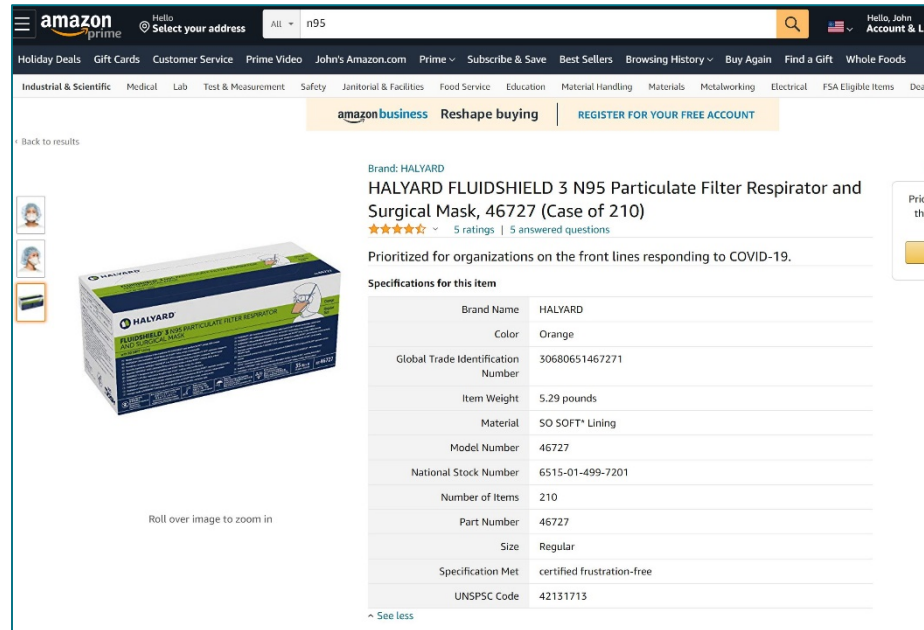 amazon
prime
Hello
Select your address
All
n95
Hello, John
Account & L
Holiday Deals Gift Cards Customer Service Prime Video John's Amazon.com Prime Subscribe & Save Best Sellers Browsing History Buy Again Find a Gift Whole Foods
Industrial & Scientific Medical Lab Test & Measurement Safety Janitorial & Facilities Food Service Education Material Handling Materials Metalworking Electrical FSA Eligible Items Dea
amazon business Reshape buying REGISTER FOR YOUR FREE ACCOUNT
‹ Back to results
Brand: HALYARD
HALYARD FLUIDSHIELD 3 N95 Particulate Filter Respirator and
Surgical Mask, 46727 (Case of 210)
5 ratings | 5 answered questions
Pric
th
Prioritized for organizations on the front lines responding to COVID-19.
Specifications for this item
Brand Name HALYARD
Color Orange
Global Trade Identification Number 30680651467271
Item Weight 5.29 pounds
Material SO SOFT* Lining
Model Number 46727
National Stock Number 6515-01-499-7201
Number of Items 210
Part Number 46727
Size Regular
Specification Met certified frustration-free
UNSPSC Code 42131713
See less
HALYARD
HALYARD
FLUIDSHIELD 3 N95 PARTICULATE FILTER RESPIRATOR
AND SURGICAL MASK
46727
Roll over image to zoom in